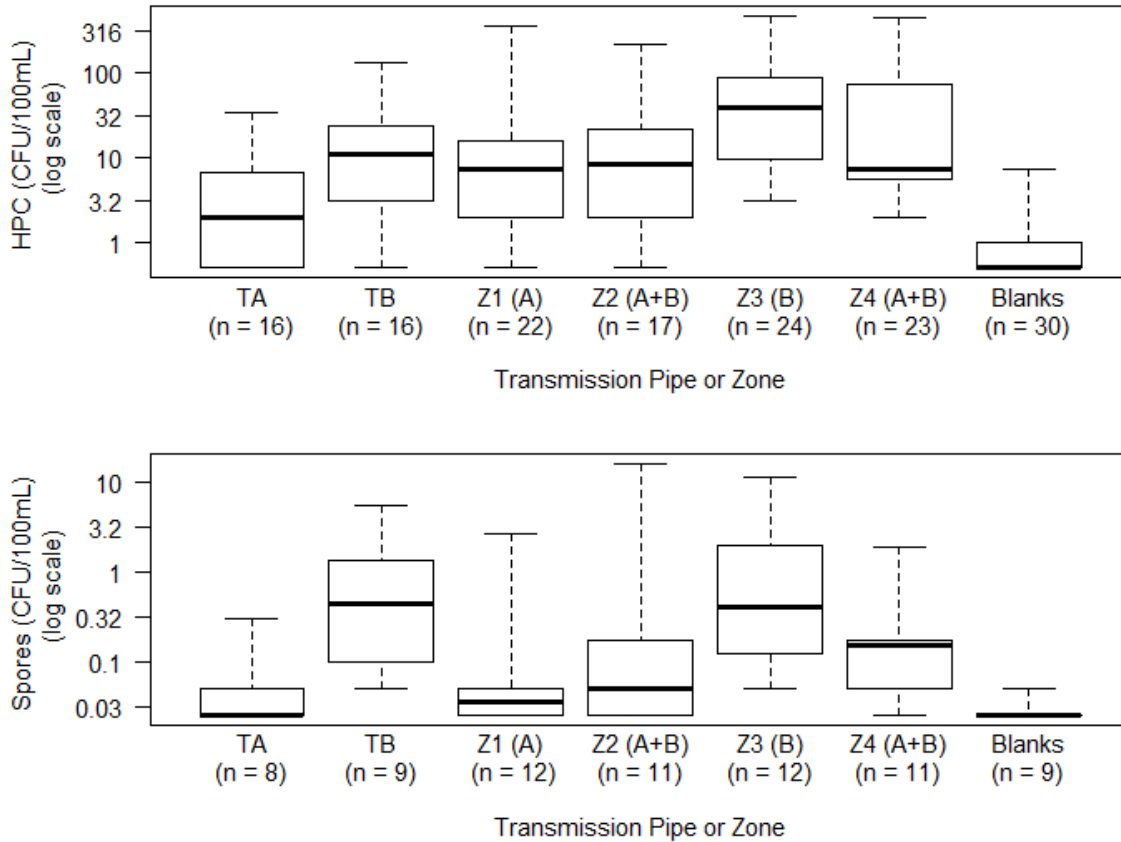 HPC (CFU/100mL)
(log scale)
316
100
32
10
3.2
1
TA TB Z1 (A) Z2 (A+B) Z3 (B) Z4 (A+B) Blanks
(n = 16) (n = 16) (n = 22) (n = 17) (n = 24) (n = 23) (n = 30)
Transmission Pipe or Zone
Spores (CFU/100mL)
(log scale)
10
3.2
1
0.32
0.1
0.03
TA TB Z1 (A) Z2 (A+B) Z3 (B) Z4 (A+B) Blanks
(n = 8) (n = 9) (n = 12) (n = 11) (n = 12) (n = 11) (n = 9)
Transmission Pipe or Zone